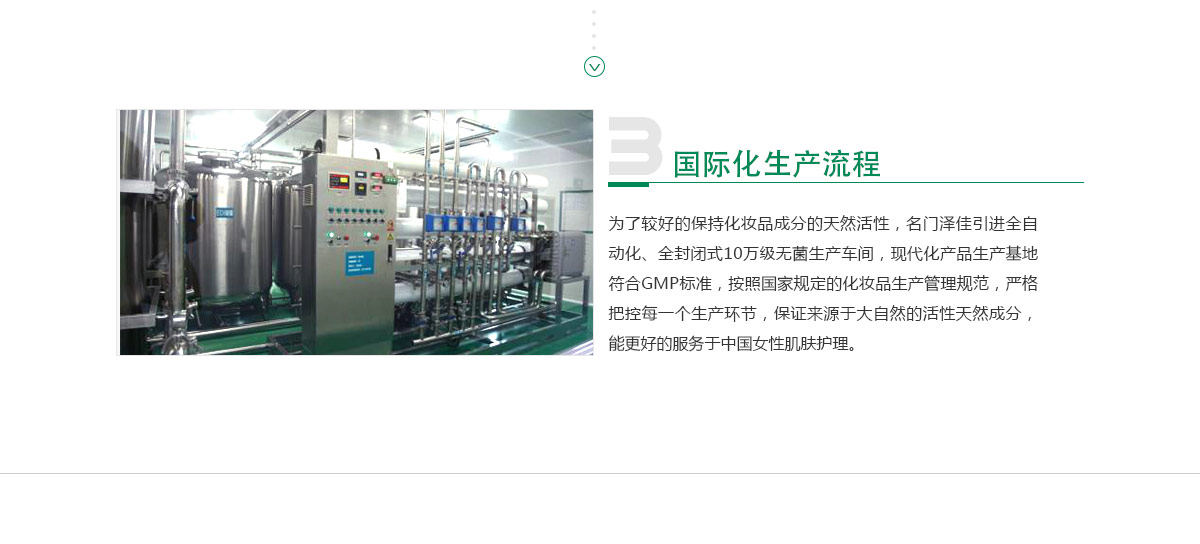 3
国际化生产流程
为了较好的保持化妆品成分的天然活性，名门泽佳引进全自
动化、全封闭式10万级无菌生产车间，现代化产品生产基地
符合GMP标准，按照国家规定的化妆品生产管理规范，严格
把控每一个生产环节，保证来源于大自然的活性天然成分，
能更好的服务于中国女性肌肤护理。